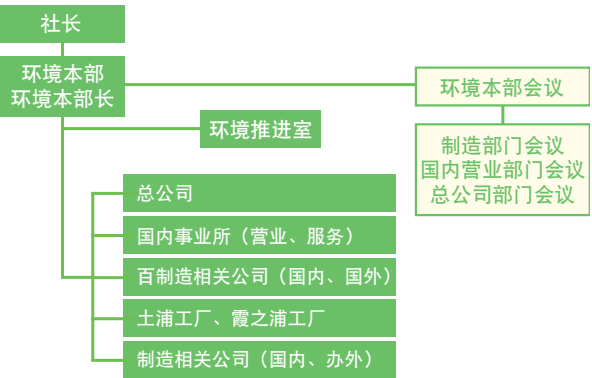 社长
环境本部
环境本部长
环境本部会议
环境推进室
制造部门会议
国内营业部门会议
总公司部门会议
总公司
国内事业所（营业、服务）
百制造相关公司（国内、国外）
土浦工厂、霞之浦工厂
制造相关公司（国内、办外）